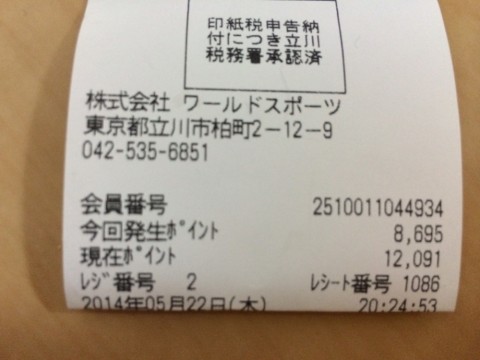 印紙税申告納
付につき立川
税務署承認済
株式会社 ワールドスポーツ
東京都立川市柏町2-12-9
042-535-6851
会員番号 2510011044934
今回発生ﾎﾟｲﾝﾄ 8,695
現在ﾎﾟｲﾝﾄ 12,091
ﾚｼﾞ番号 2 ﾚｼｰﾄ番号 1086
2014年05月22日(木) 20:24:53